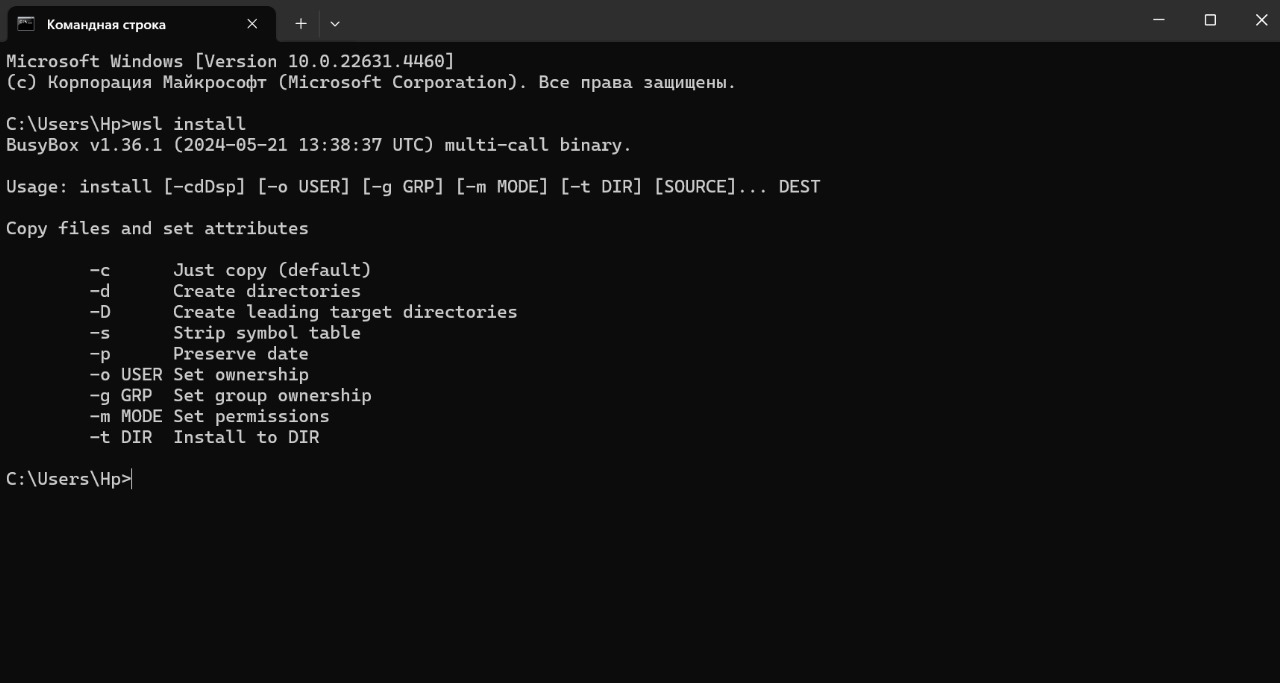 Командная строка
Microsoft Windows [Version 10.0.22631.4460]
(c) Корпорация Майкрософт (Microsoft Corporation). Все права защищены.
C:\Users\Hp>wsl install
BusyBox v1.36.1 (2024-05-21 13:38:37 UTC) multi-call binary.
Usage: install [-cdDsp] [-o USER] [-g GRP] [-m MODE] [-t DIR] [SOURCE]... DEST
Copy files and set attributes
-c Just copy (default)
-d Create directories
-D Create leading target directories
-s Strip symbol table
-p Preserve date
-o USER Set ownership
-g GRP Set group ownership
-m MODE Set permissions
-t DIR Install to DIR
C:\Users\Hp>